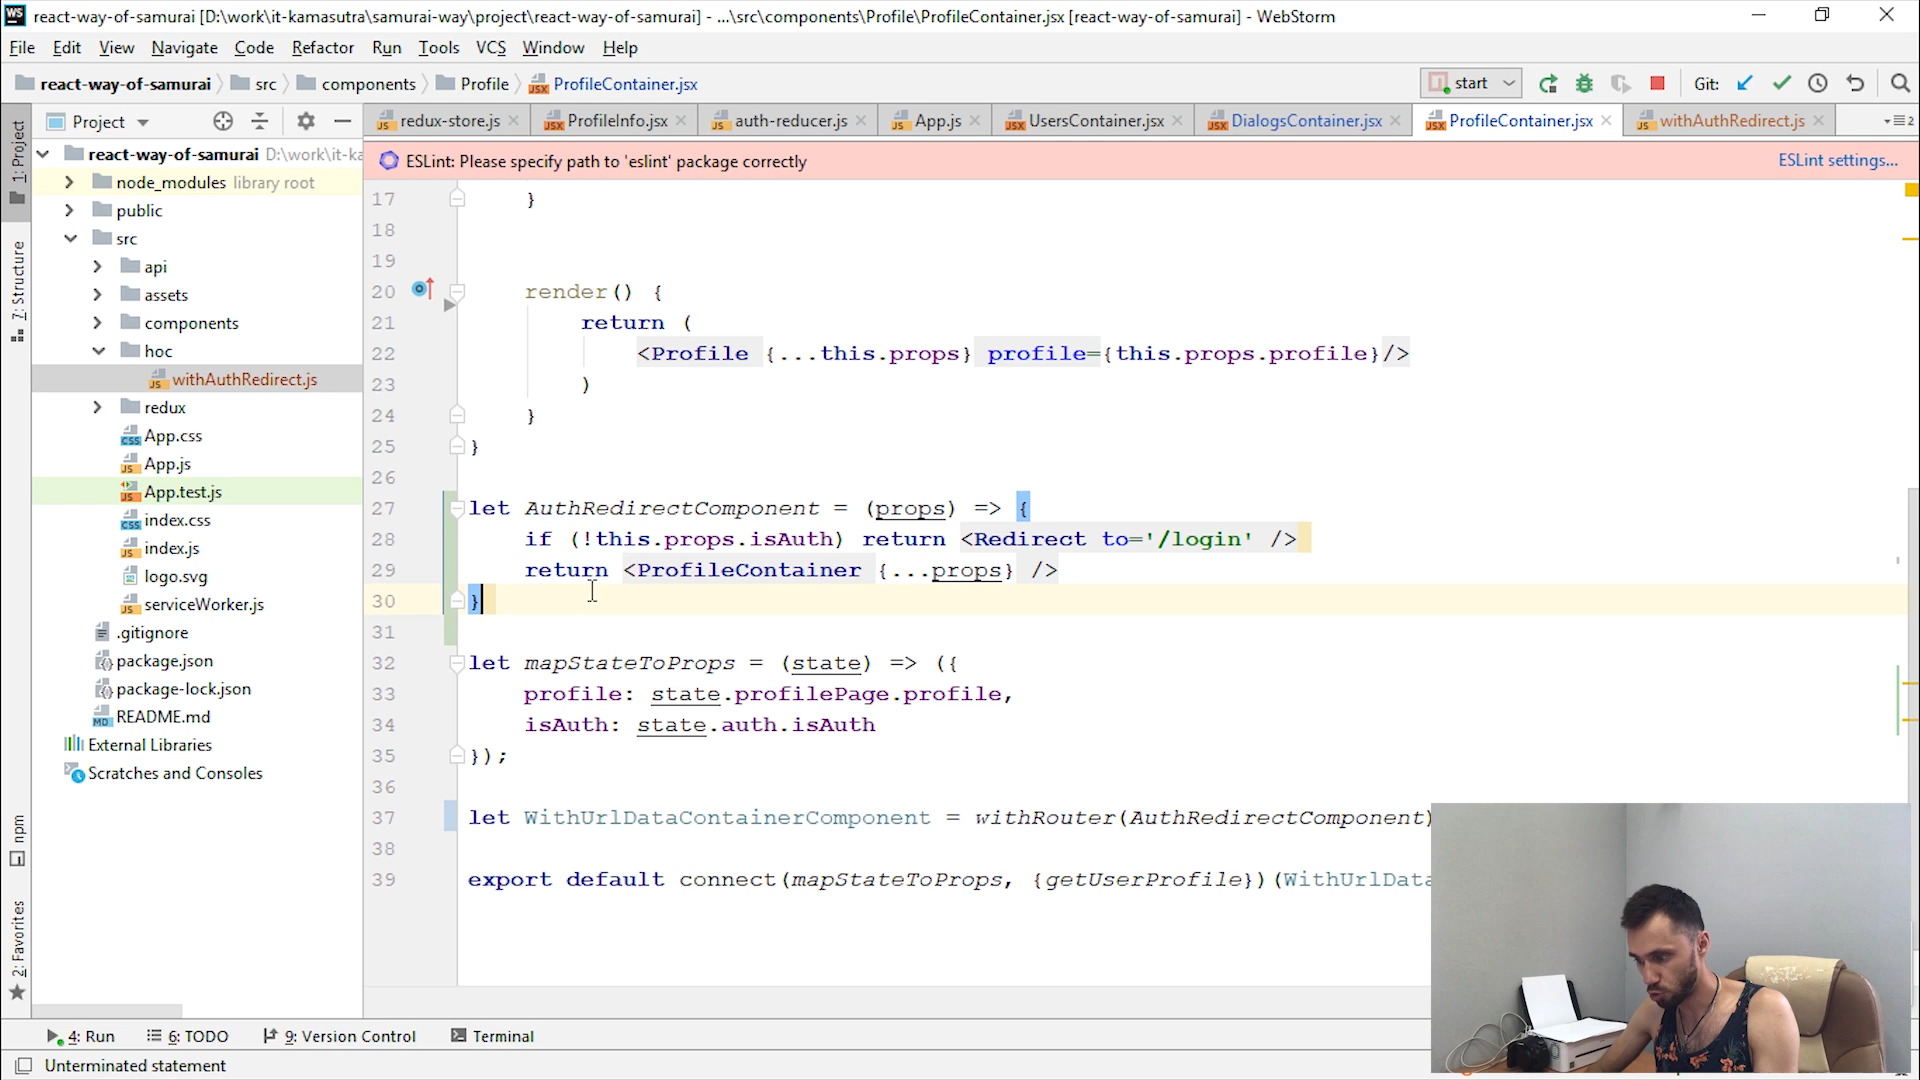 WS react-way-of-samurai [D:\work\it-kamasutra\samurai-way\project\react-way-of-samurai] - ...\src\components\Profile\ProfileContainer.jsx [react-way-of-samurai] - WebStorm
File Edit View Navigate Code Refactor Run Tools VCS Window Help
react-way-of-samurai src components Profile ProfileContainer.jsx start Git:
Project redux-store.js ProfileInfo.jsx auth-reducer.js App.js UsersContainer.jsx DialogsContainer.jsx ProfileContainer.jsx withAuthRedirect.js
ESLint: Please specify path to 'eslint' package correctly ESLint settings...
1: Project
7: Structure
npm
2: Favorites
react-way-of-samurai D:\work\it-ka
node_modules library root
public
src
api
assets
components
hoc
withAuthRedirect.js
redux
App.css
App.js
App.test.js
index.css
index.js
logo.svg
serviceWorker.js
.gitignore
package.json
package-lock.json
README.md
External Libraries
Scratches and Consoles
17 }
18
19
20 render() {
21 return (
22 <Profile {...this.props} profile={this.props.profile}/>
23 )
24 }
25 }
26
27 let AuthRedirectComponent = (props) => {
28 if (!this.props.isAuth) return <Redirect to='/login' />
29 return <ProfileContainer {...props} />
30 }
31
32 let mapStateToProps = (state) => ({
33 profile: state.profilePage.profile,
34 isAuth: state.auth.isAuth
35 });
36
37 let WithUrlDataContainerComponent = withRouter(AuthRedirectComponent)
38
39 export default connect(mapStateToProps, {getUserProfile})(WithUrlData
4: Run 6: TODO 9: Version Control Terminal
Unterminated statement